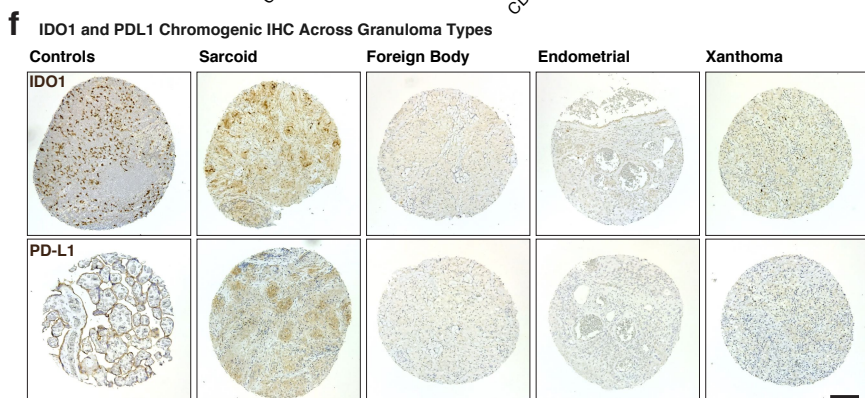 f IDO1 and PDL1 Chromogenic IHC Across Granuloma Types
Controls Sarcoid Foreign Body Endometrial Xanthoma
IDO1
PD-L1